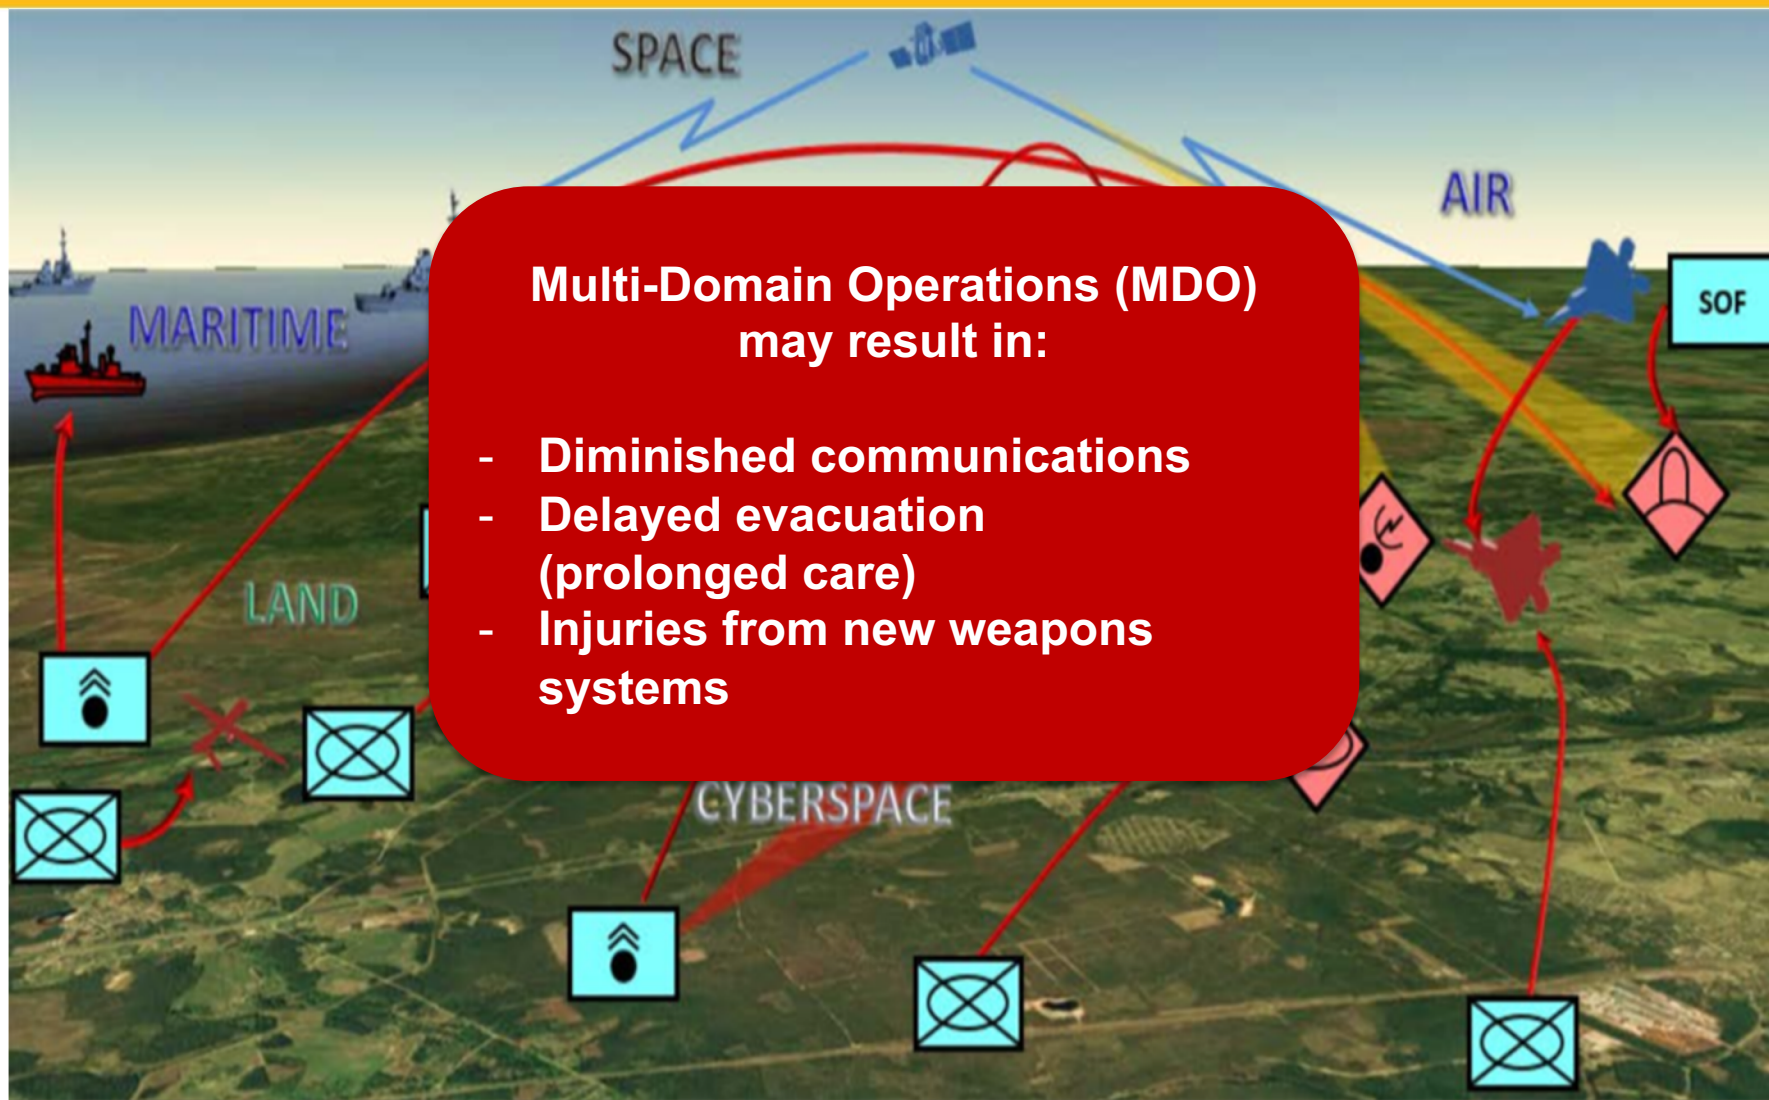 SPACE
AIR
SOF
MARITIME
Multi-Domain Operations (MDO)
may result in:
- Diminished communications
- Delayed evacuation
(prolonged care)
- Injuries from new weapons
systems
LAND
CYBERSPACE